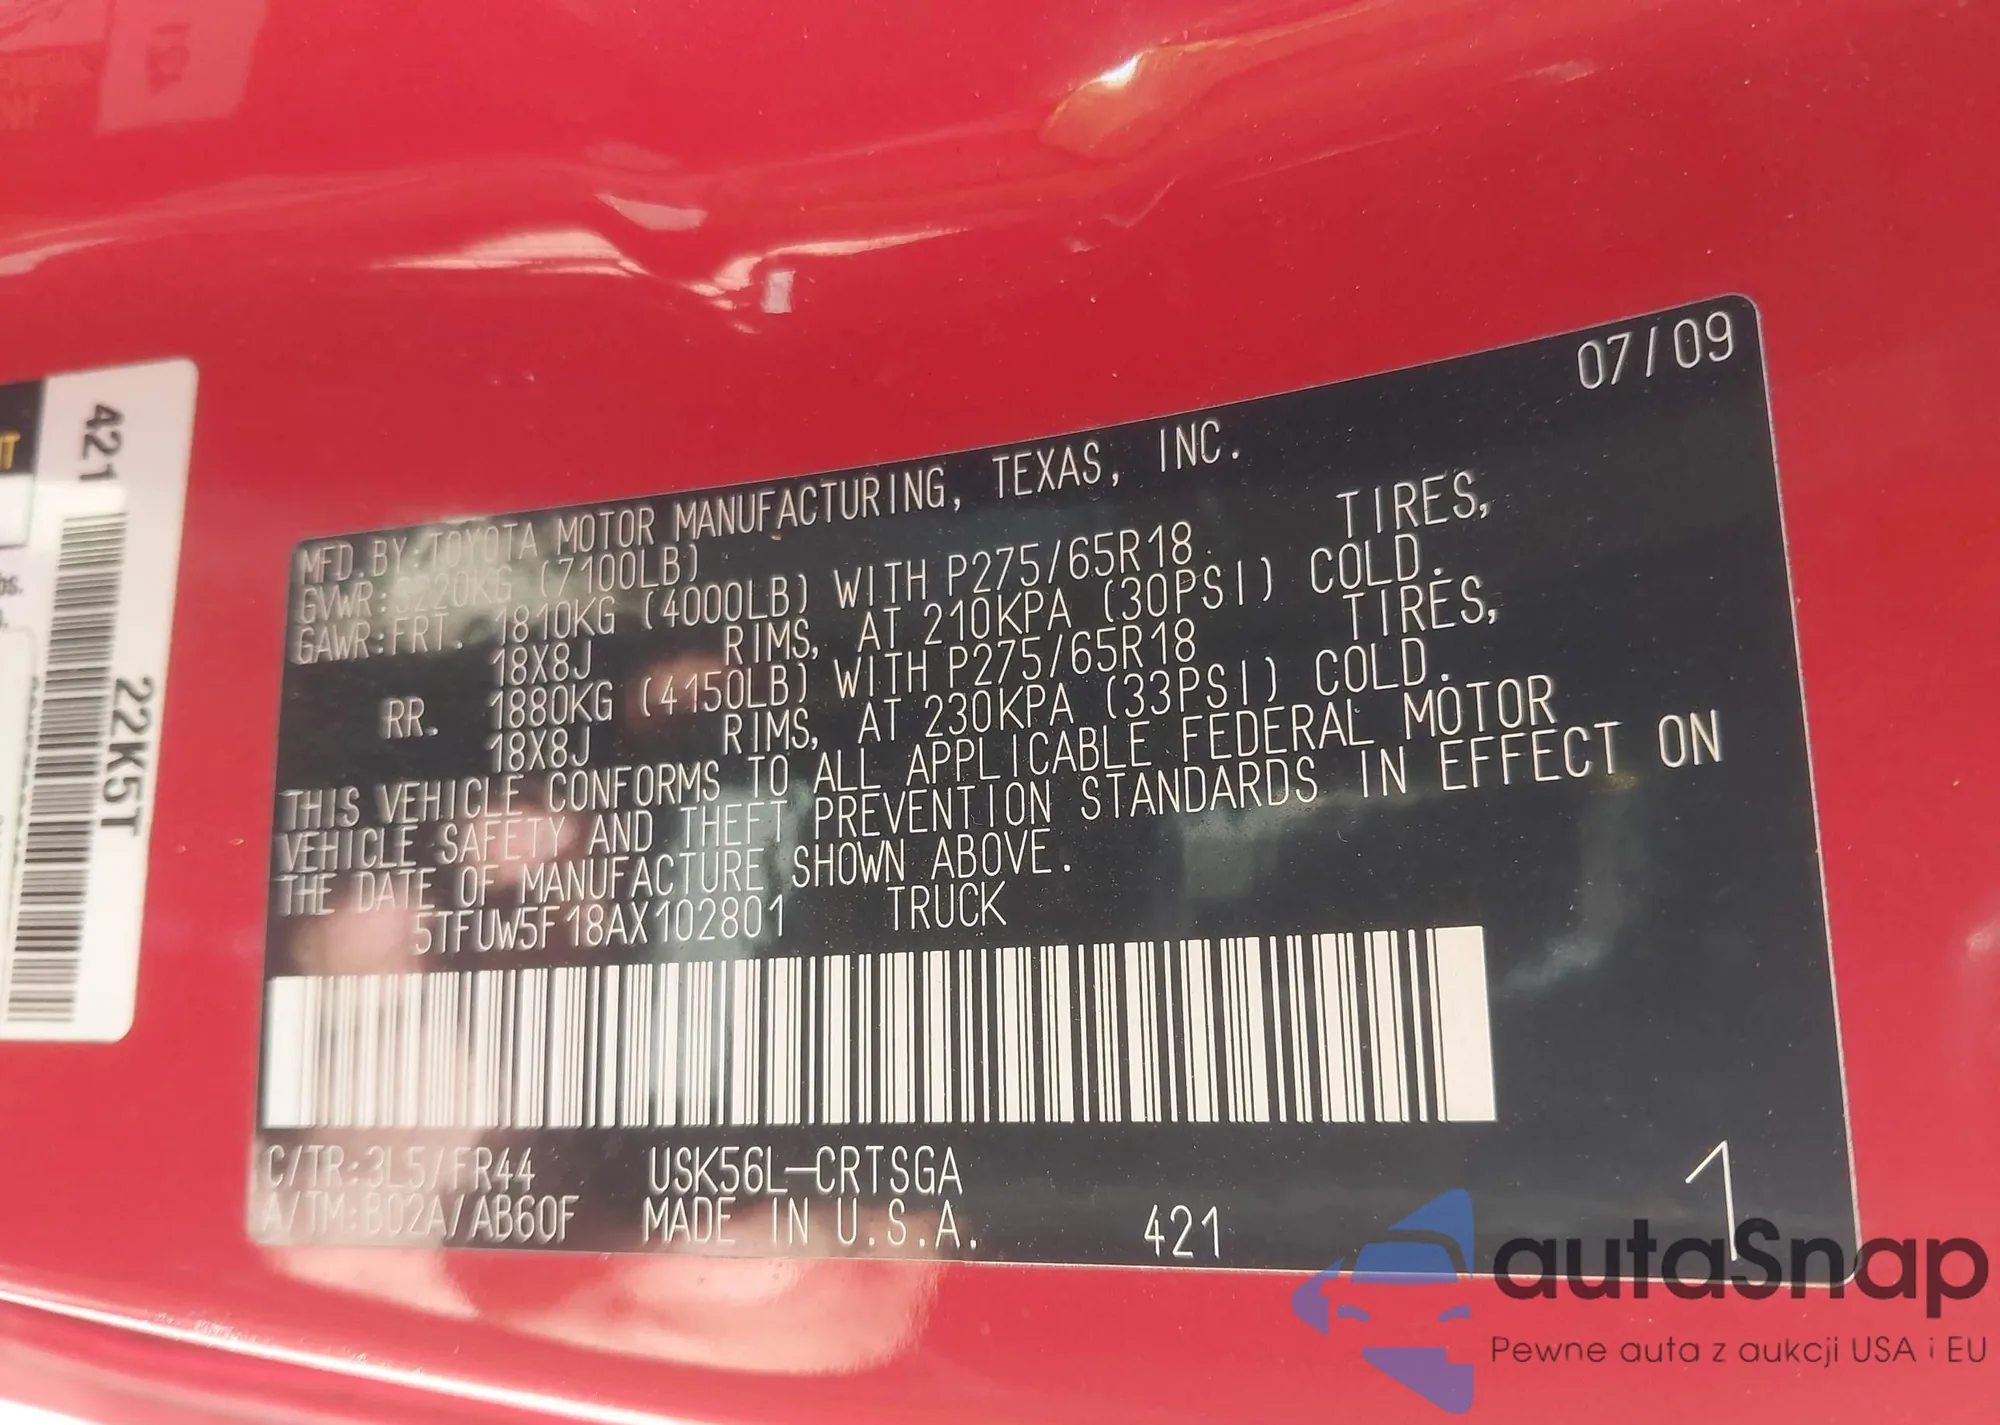 07/09
MFD.BY:TOYOTA MOTOR MANUFACTURING, TEXAS, INC.
GVWR:3220KG (7100LB)
GAWR:FRT. 1810KG (4000LB) WITH P275/65R18 TIRES,
18X8J RIMS, AT 210KPA (30PSI) COLD.
RR. 1880KG (4150LB) WITH P275/65R18 TIRES,
18X8J RIMS, AT 230KPA (33PSI) COLD.
THIS VEHICLE CONFORMS TO ALL APPLICABLE FEDERAL MOTOR
VEHICLE SAFETY AND THEFT PREVENTION STANDARDS IN EFFECT ON
THE DATE OF MANUFACTURE SHOWN ABOVE.
5TFUW5F18AX102801 TRUCK
C/TR:3L5/FR44 USK56L-CRTSGA
A/TM:B02A/AB60F MADE IN U.S.A. 421
1
421
22K5T
autaSnap
Pewne auta z aukcji USA i EU